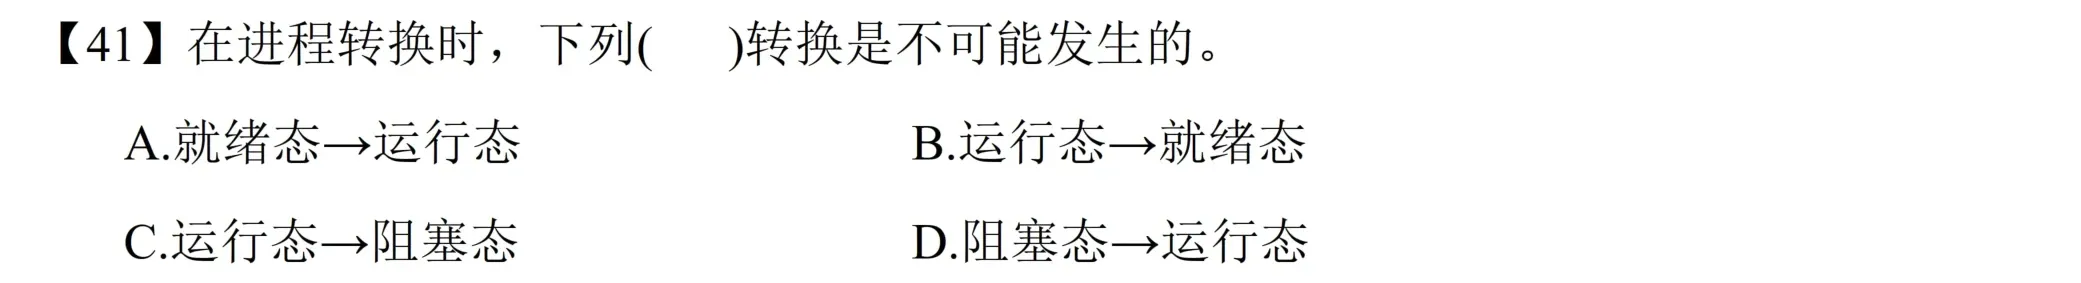 【41】在进程转换时，下列(　　)转换是不可能发生的。
A.就绪态→运行态　　B.运行态→就绪态
C.运行态→阻塞态　　D.阻塞态→运行态